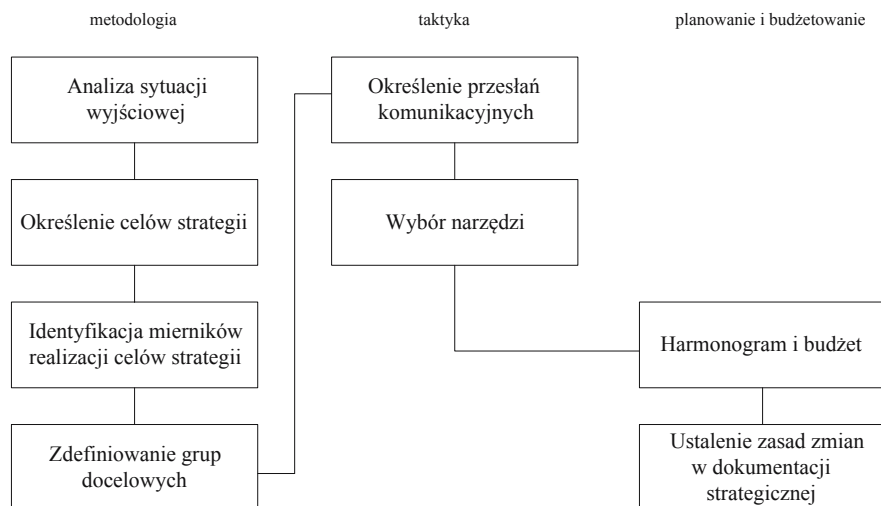 metodologia
taktyka
planowanie i budżetowanie
Analiza sytuacji
wyjściowej
Określenie celów strategii
Identyfikacja mierników
realizacji celów strategii
Zdefiniowanie grup
docelowych
Określenie przesłań
komunikacyjnych
Wybór narzędzi
Harmonogram i budżet
Ustalenie zasad zmian
w dokumentacji
strategicznej